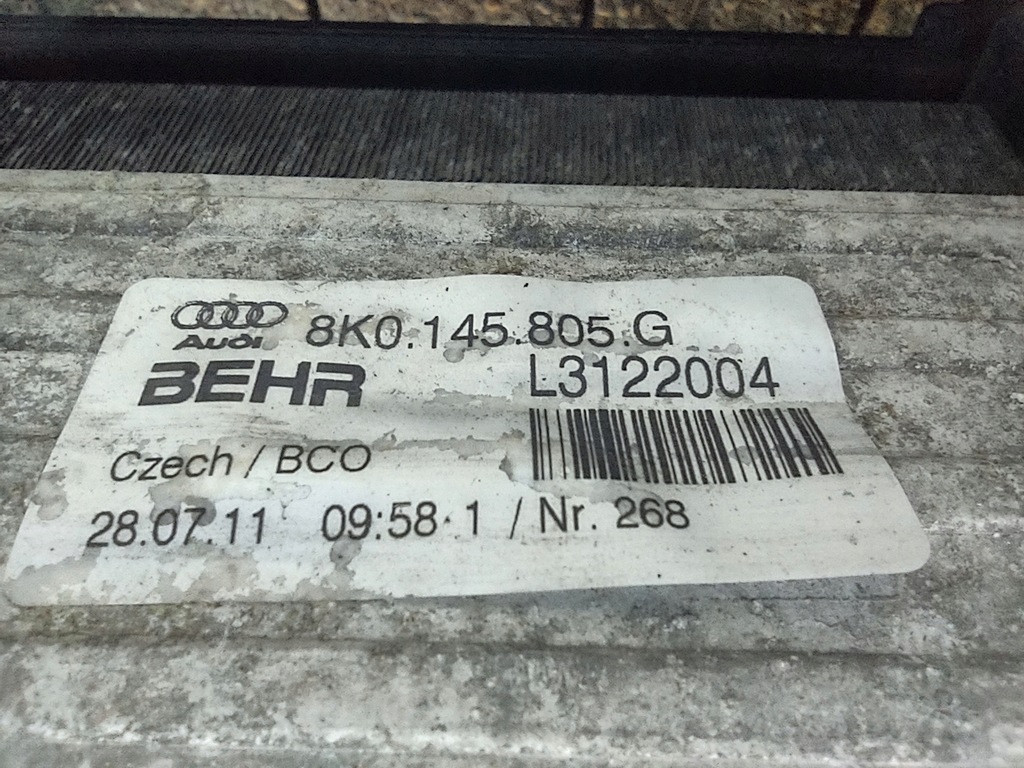 Audi 8K0.145.805.G
BEHR L3122004
Czech / BCO
28.07.11 09:58 1 / Nr. 268